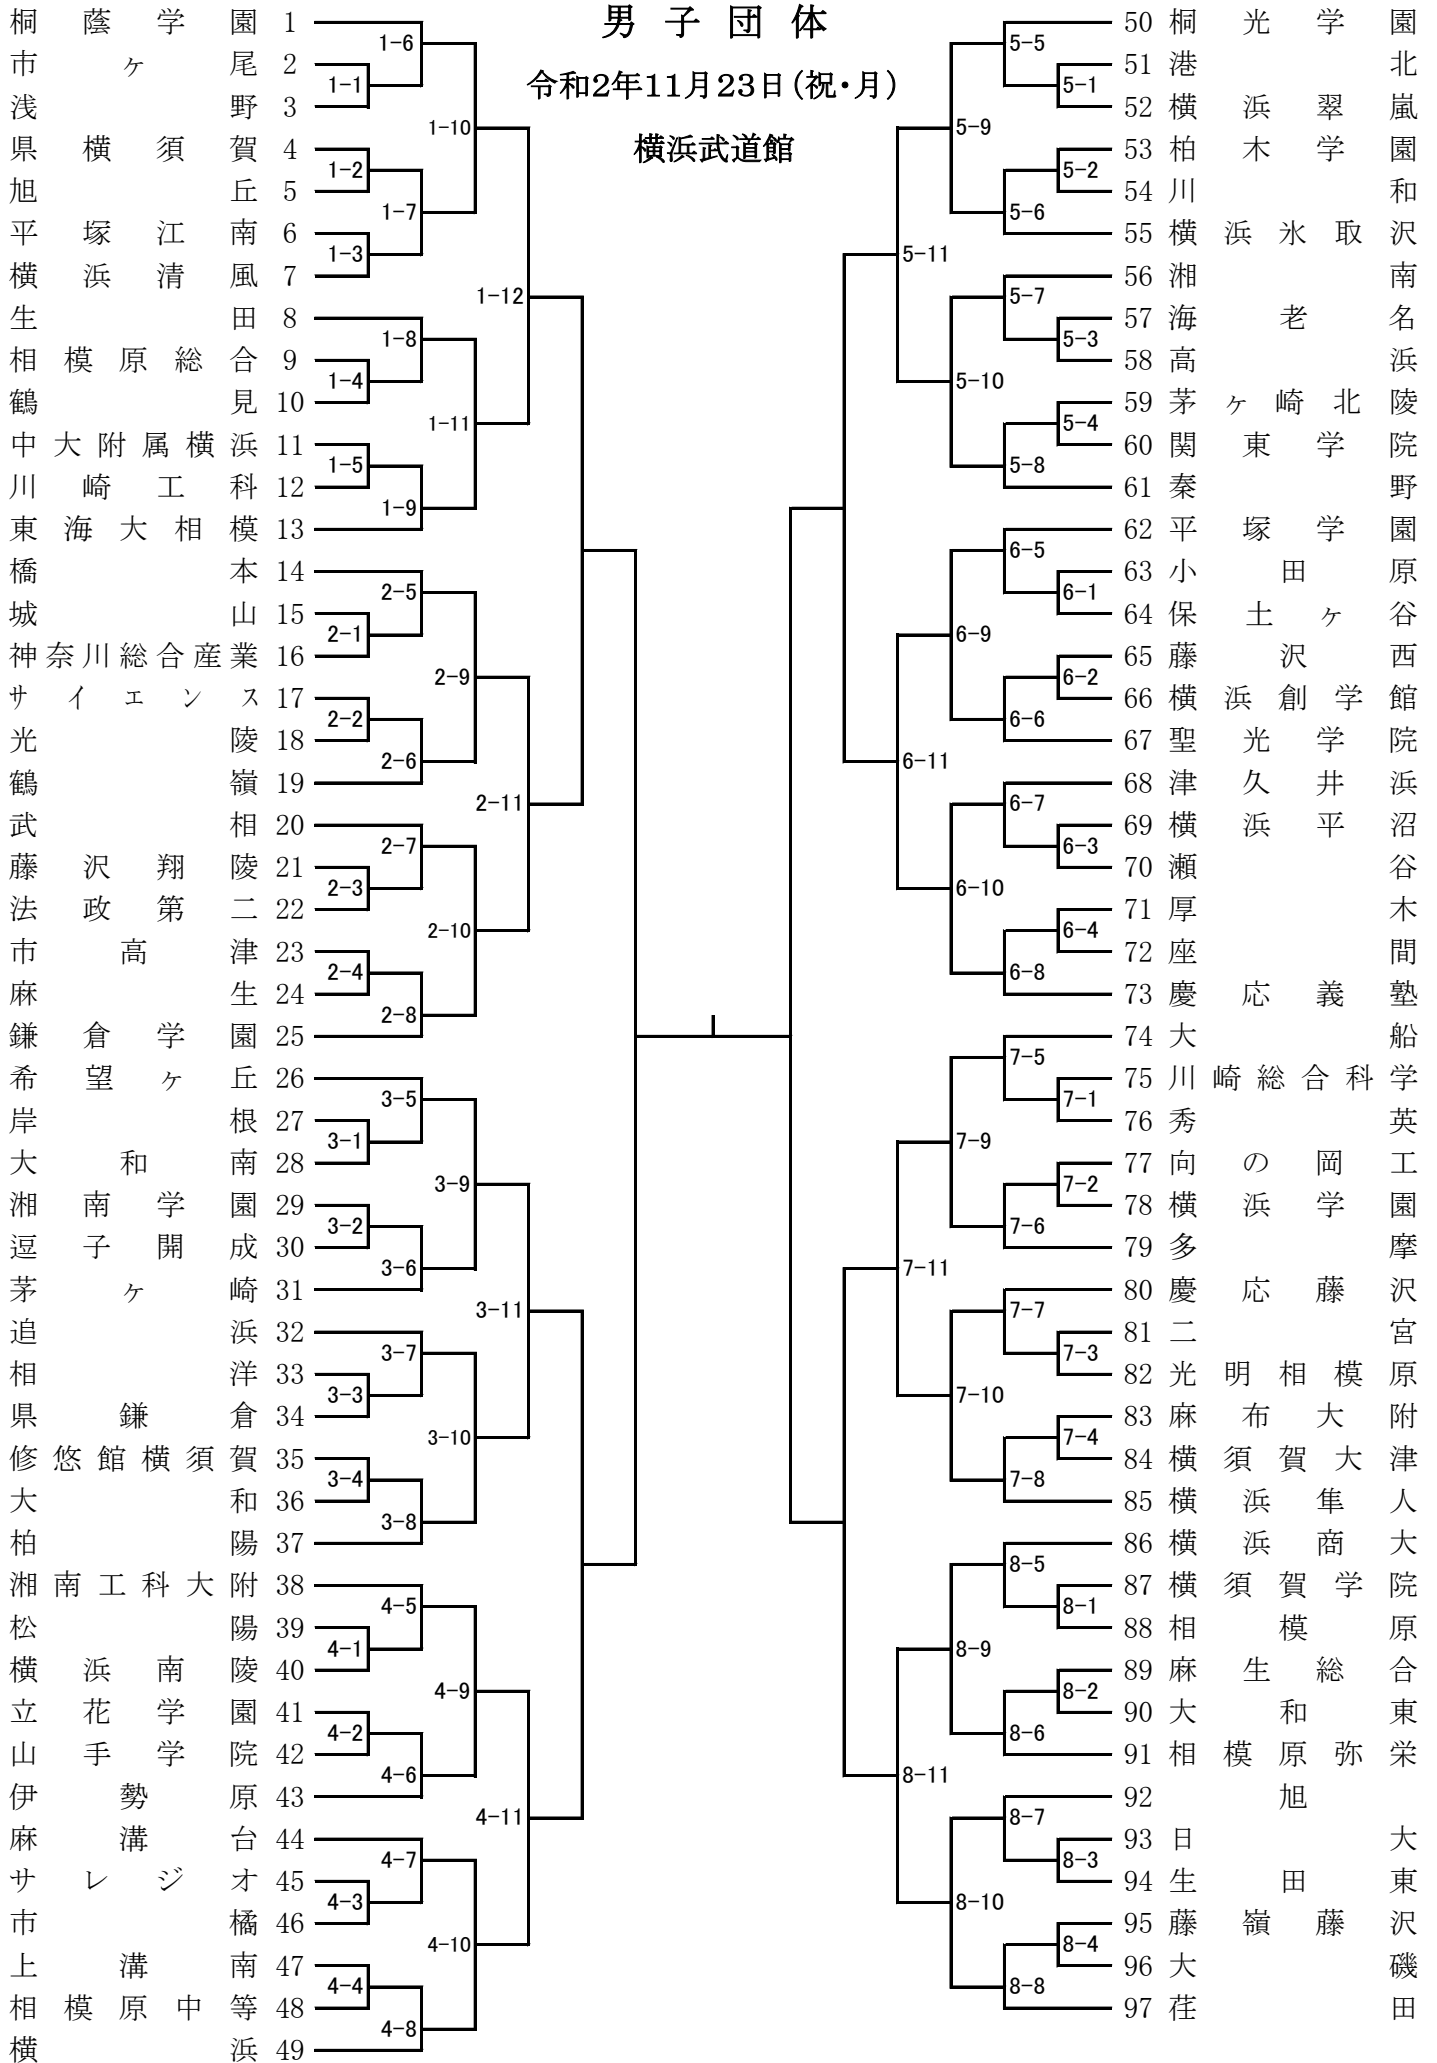 男子団体
令和2年11月23日(祝・月)
横浜武道館
桐蔭学園 1
市ヶ尾 2
浅野 3
県横須賀 4
旭丘 5
平塚江南 6
横浜清風 7
生田 8
相模原総合 9
鶴見 10
中大附属横浜 11
川崎工科 12
東海大相模 13
橋本 14
城山 15
神奈川総合産業 16
サイエンス 17
光陵 18
鶴嶺 19
武相 20
藤沢翔陵 21
法政第二 22
市高津 23
麻生 24
鎌倉学園 25
希望ヶ丘 26
岸根 27
大和南 28
湘南学園 29
逗子開成 30
茅ヶ崎 31
追浜 32
相洋 33
県鎌倉 34
修悠館横須賀 35
大和 36
柏陽 37
湘南工科大附 38
松陽 39
横浜南陵 40
立花学園 41
山手学院 42
伊勢原 43
麻溝台 44
サレジオ 45
市橘 46
上溝南 47
相模原中等 48
横浜 49
1-1
1-2
1-3
1-4
1-5
1-6
1-7
1-8
1-9
1-10
1-11
1-12
2-1
2-2
2-3
2-4
2-5
2-6
2-7
2-8
2-9
2-10
2-11
3-1
3-2
3-3
3-4
3-5
3-6
3-7
3-8
3-9
3-10
3-11
4-1
4-2
4-3
4-4
4-5
4-6
4-7
4-8
4-9
4-10
4-11
50 桐光学園
51 港北
52 横浜翠嵐
53 柏木学園
54 川和
55 横浜氷取沢
56 湘南
57 海老名
58 高浜
59 茅ヶ崎北陵
60 関東学院
61 秦野
62 平塚学園
63 小田原
64 保土ヶ谷
65 藤沢西
66 横浜創学館
67 聖光学院
68 津久井浜
69 横浜平沼
70 瀬谷
71 厚木
72 座間
73 慶応義塾
74 大船
75 川崎総合科学
76 秀英
77 向の岡工
78 横浜学園
79 多摩
80 慶応藤沢
81 二宮
82 光明相模原
83 麻布大附
84 横須賀大津
85 横浜隼人
86 横浜商大
87 横須賀学院
88 相模原
89 麻生総合
90 大和東
91 相模原弥栄
92 旭
93 日大
94 生田東
95 藤嶺藤沢
96 大磯
97 荏田
5-1
5-2
5-3
5-4
5-5
5-6
5-7
5-8
5-9
5-10
5-11
6-1
6-2
6-3
6-4
6-5
6-6
6-7
6-8
6-9
6-10
6-11
7-1
7-2
7-3
7-4
7-5
7-6
7-7
7-8
7-9
7-10
7-11
8-1
8-2
8-3
8-4
8-5
8-6
8-7
8-8
8-9
8-10
8-11